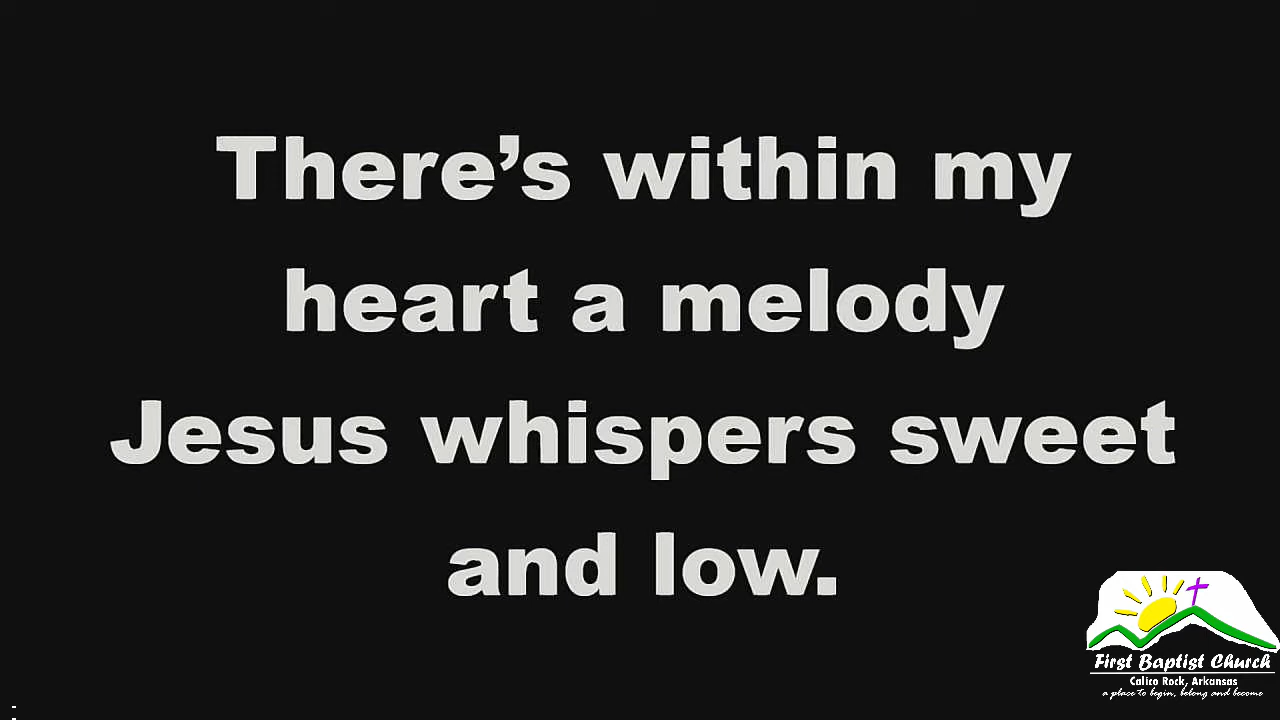 There’s within my
heart a melody
Jesus whispers sweet
and low.
First Baptist Church
Calico Rock, Arkansas
a place to begin, belong and become